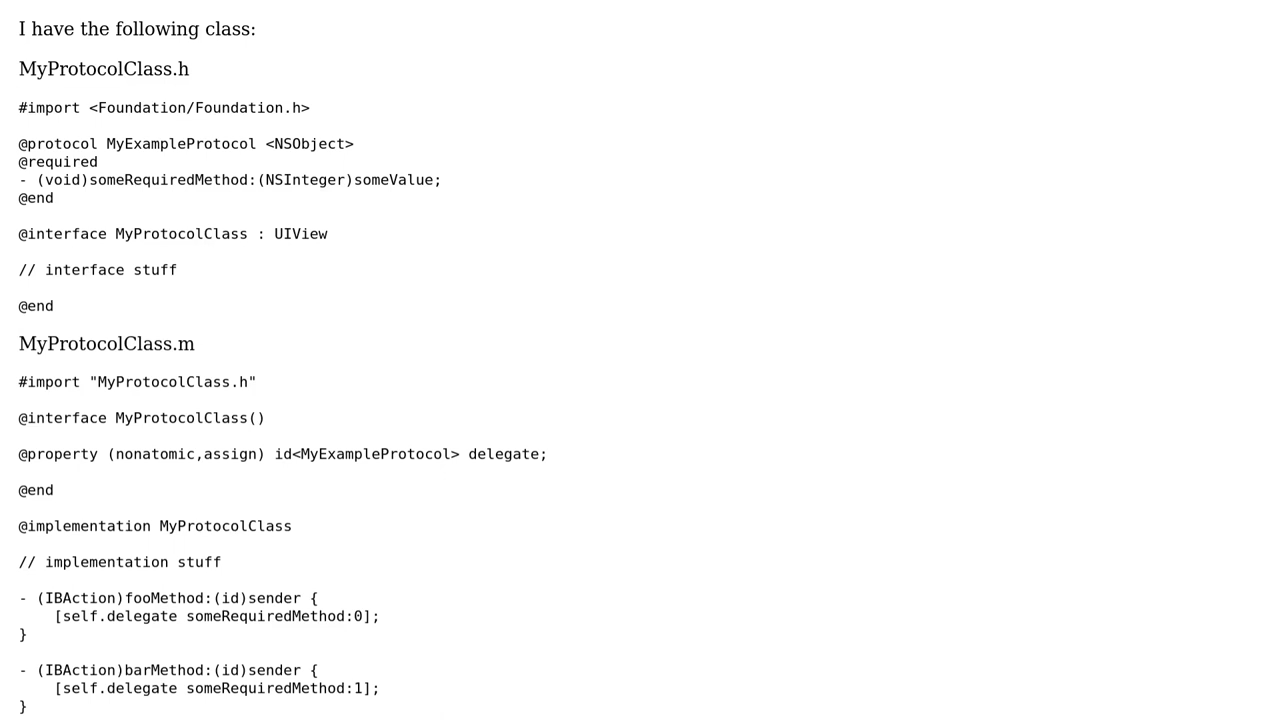 I have the following class:
MyProtocolClass.h
#import <Foundation/Foundation.h>
@protocol MyExampleProtocol <NSObject>
@required
- (void)someRequiredMethod:(NSInteger)someValue;
@end
@interface MyProtocolClass : UIView
// interface stuff
@end
MyProtocolClass.m
#import "MyProtocolClass.h"
@interface MyProtocolClass()
@property (nonatomic,assign) id<MyExampleProtocol> delegate;
@end
@implementation MyProtocolClass
// implementation stuff
- (IBAction)fooMethod:(id)sender {
    [self.delegate someRequiredMethod:0];
}
- (IBAction)barMethod:(id)sender {
    [self.delegate someRequiredMethod:1];
}